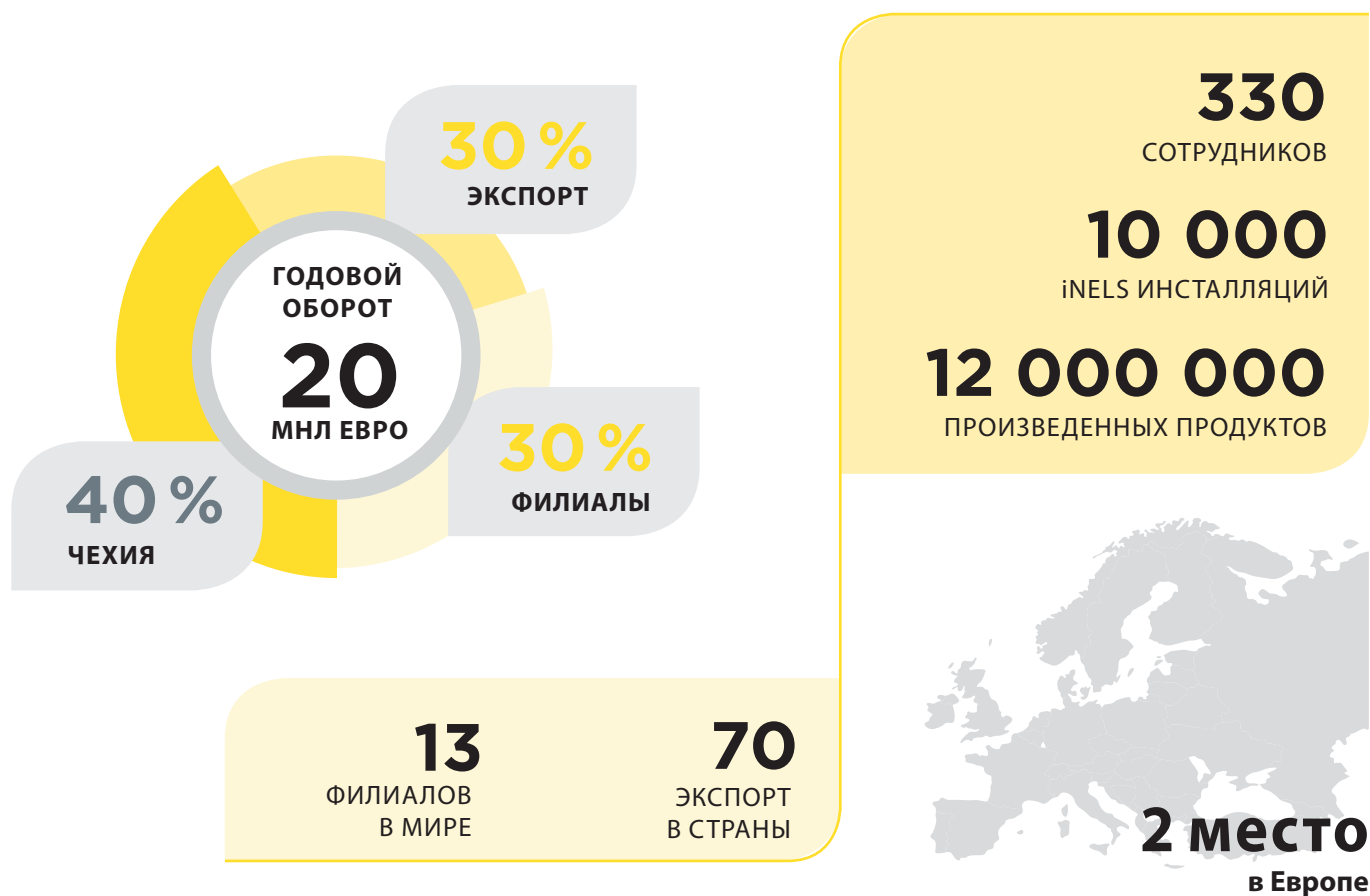 30 %
ЭКСПОРТ
ГОДОВОЙ
ОБОРОТ
20
МНЛ ЕВРО
30 %
ФИЛИАЛЫ
40 %
ЧЕХИЯ
330
СОТРУДНИКОВ
10 000
iNELS ИНСТАЛЛЯЦИЙ
12 000 000
ПРОИЗВЕДЕННЫХ ПРОДУКТОВ
13
ФИЛИАЛОВ
В МИРЕ
70
ЭКСПОРТ
В СТРАНЫ
2 место
в Европе